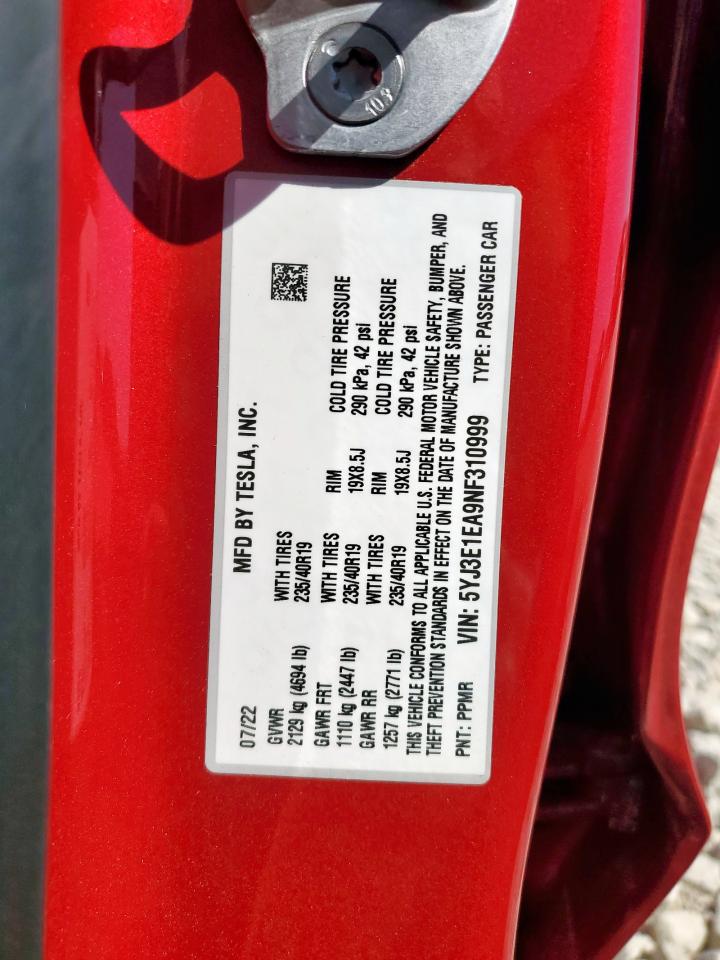 10.9
07/22 MFD BY TESLA, INC.
GVWR WITH TIRES
2129 kg (4694 lb) 235/40R19
GAWR FRT WITH TIRES RIM COLD TIRE PRESSURE
1110 kg (2447 lb) 235/40R19 19X8.5J 290 kPa, 42 psi
GAWR RR WITH TIRES RIM COLD TIRE PRESSURE
1257 kg (2771 lb) 235/40R19 19X8.5J 290 kPa, 42 psi
THIS VEHICLE CONFORMS TO ALL APPLICABLE U.S. FEDERAL MOTOR VEHICLE SAFETY, BUMPER, AND
THEFT PREVENTION STANDARDS IN EFFECT ON THE DATE OF MANUFACTURE SHOWN ABOVE.
PNT: PPMR VIN: 5YJ3E1EA9NF310999 TYPE: PASSENGER CAR